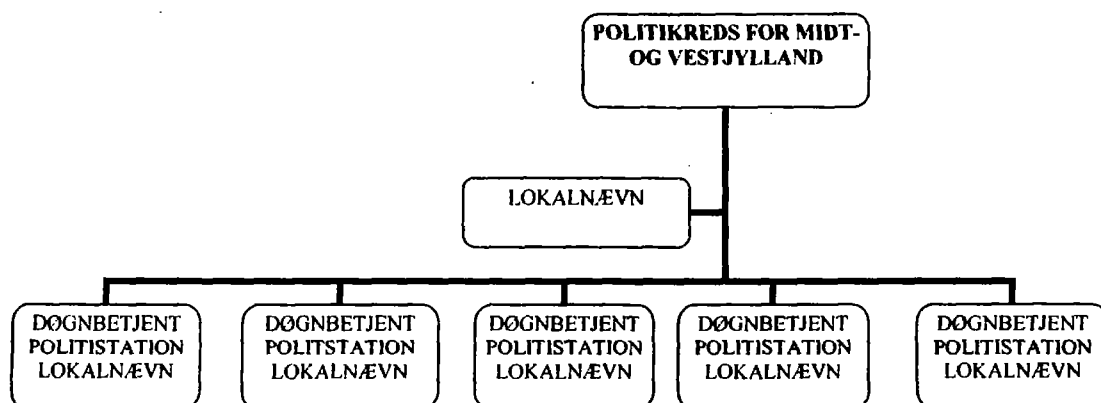 POLITIKREDS FOR MIDT-
OG VESTJYLLAND
LOKALNÆVN
DØGNBETJENT
POLITISTATION
LOKALNÆVN
DØGNBETJENT
POLITSTATION
LOKALNÆVN
DØGNBETJENT
POLITISTATION
LOKALNÆVN
DØGNBETJENT
POLITISTATION
LOKALNÆVN
DØGNBETJENT
POLITISTATION
LOKALNÆVN